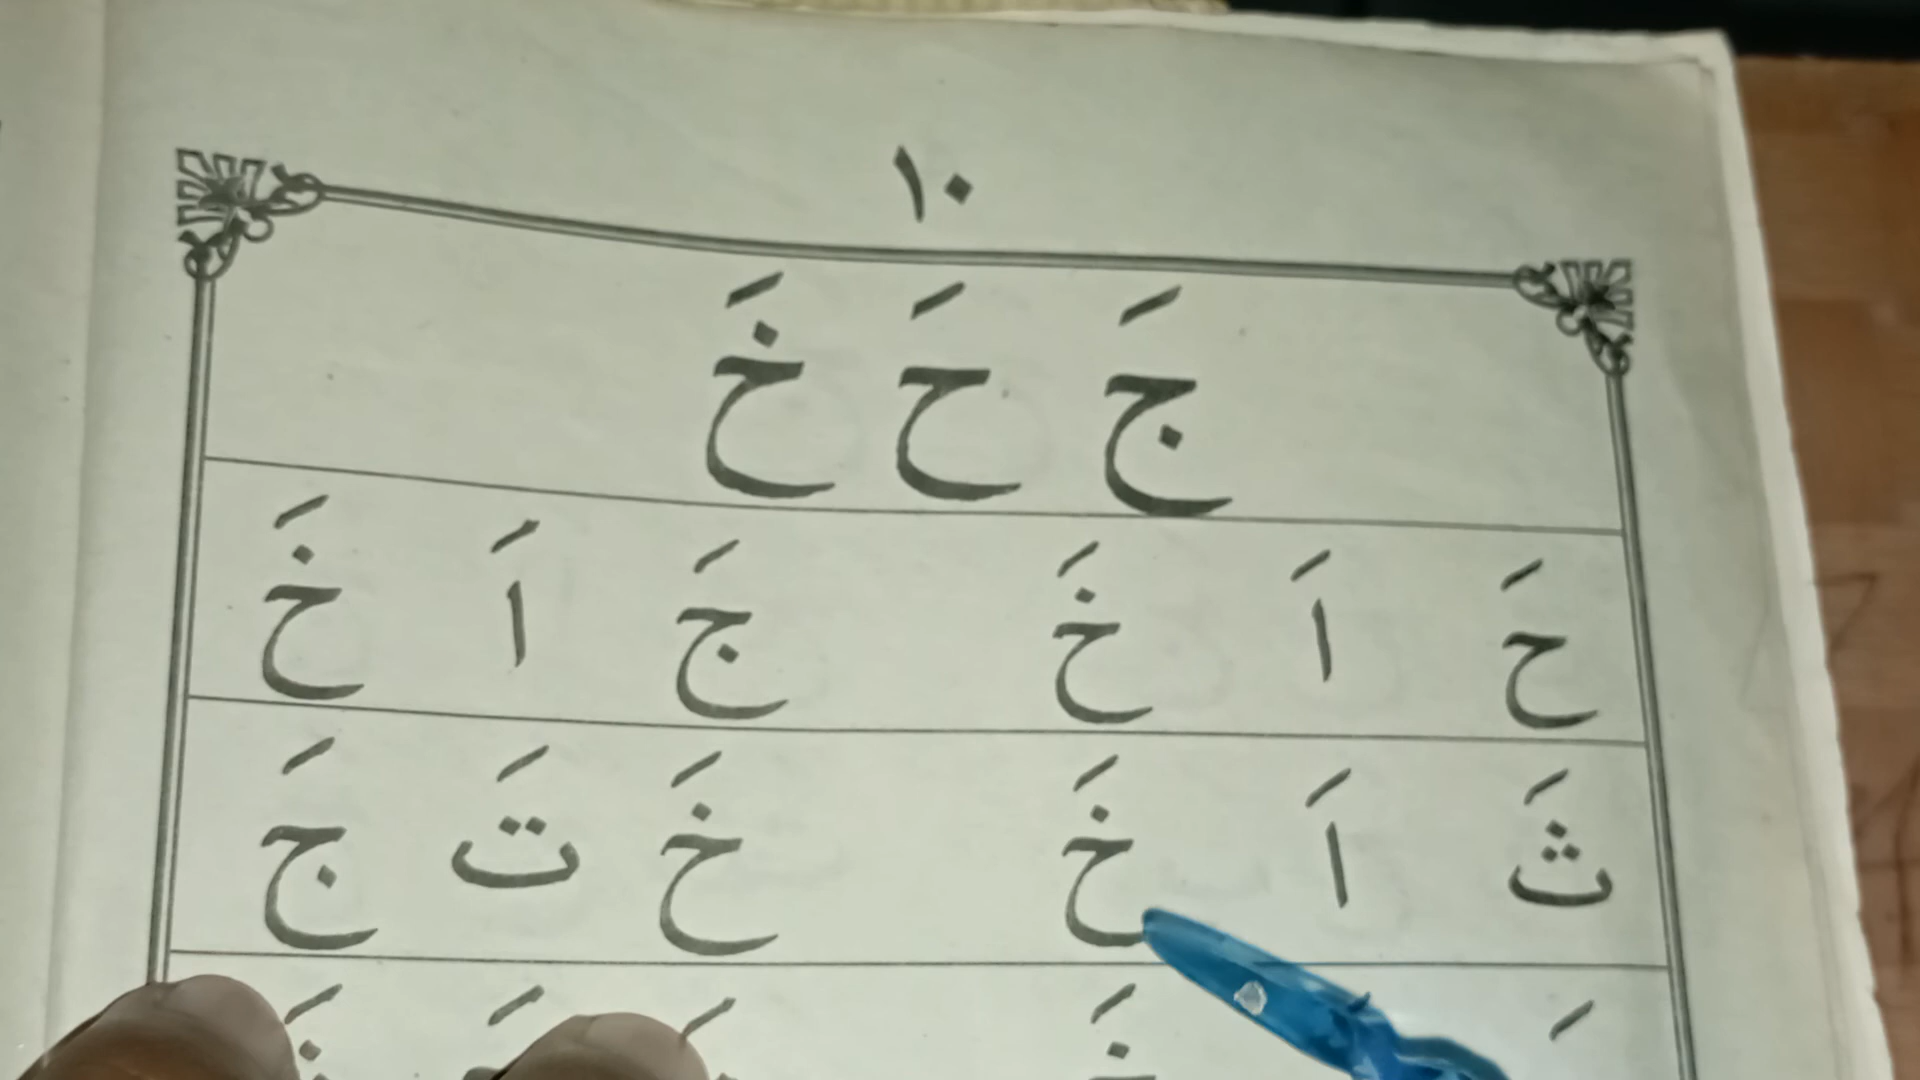 ١٠
جَ حَ خَ
حَ اَ خَ جَ اَ خَ
ثَ اَ خَ خَ تَ جَ